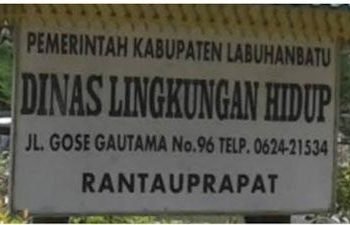 PEMERINTAH KABUPATEN LABUHANBATU
DINAS LINGKUNGAN HIDUP
JL. GOSE GAUTAMA No.96 TELP. 0624-21534
RANTAUPRAPAT